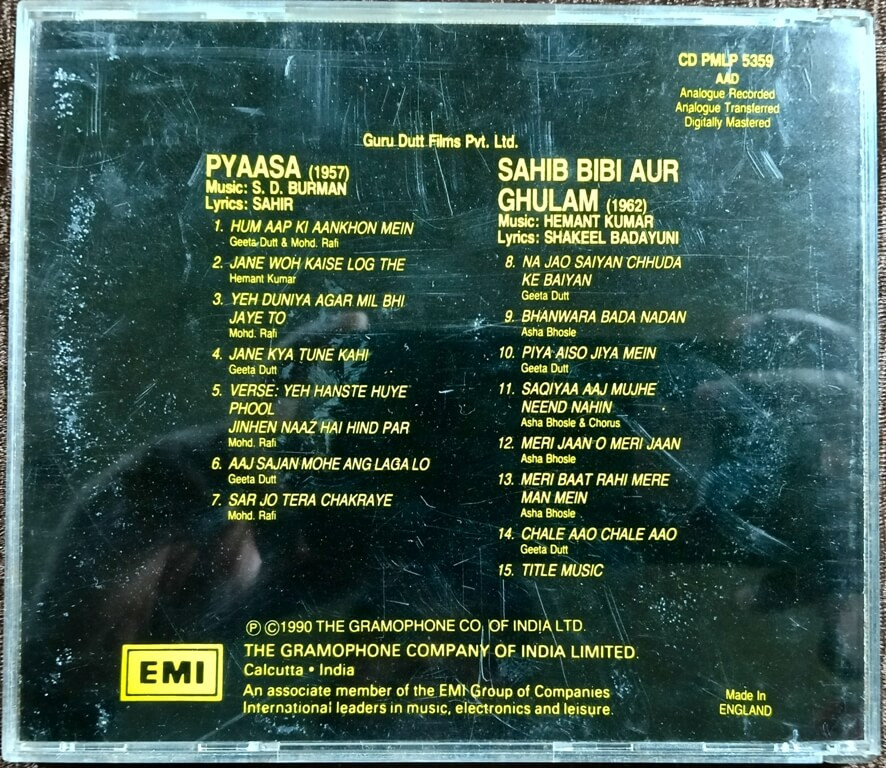 CD PMLP 5359
AAD
Analogue Recorded
Analogue Transferred
Digitally Mastered
Guru Dutt Films Pvt. Ltd.
PYAASA (1957)
Music: S. D. BURMAN
Lyrics: SAHIR
1. HUM AAP KI AANKHON MEIN
Geeta Dutt & Mohd. Rafi
2. JANE WOH KAISE LOG THE
Hemant Kumar
3. YEH DUNIYA AGAR MIL BHI
JAYE TO
Mohd. Rafi
4. JANE KYA TUNE KAHI
Geeta Dutt
5. VERSE: YEH HANSTE HUYE
PHOOL
JINHEN NAAZ HAI HIND PAR
Mohd. Rafi
6. AAJ SAJAN MOHE ANG LAGA LO
Geeta Dutt
7. SAR JO TERA CHAKRAYE
Mohd. Rafi
SAHIB BIBI AUR
GHULAM (1962)
Music: HEMANT KUMAR
Lyrics: SHAKEEL BADAYUNI
8. NA JAO SAIYAN CHHUDA
KE BAIYAN
Geeta Dutt
9. BHANWARA BADA NADAN
Asha Bhosle
10. PIYA AISO JIYA MEIN
Geeta Dutt
11. SAQIYAA AAJ MUJHE
NEEND NAHIN
Asha Bhosle & Chorus
12. MERI JAAN O MERI JAAN
Asha Bhosle
13. MERI BAAT RAHI MERE
MAN MEIN
Asha Bhosle
14. CHALE AAO CHALE AAO
Geeta Dutt
15. TITLE MUSIC
Ⓟ ©1990 THE GRAMOPHONE CO. OF INDIA LTD.
EMI
THE GRAMOPHONE COMPANY OF INDIA LIMITED.
Calcutta • India
An associate member of the EMI Group of Companies
International leaders in music, electronics and leisure.
Made In
ENGLAND